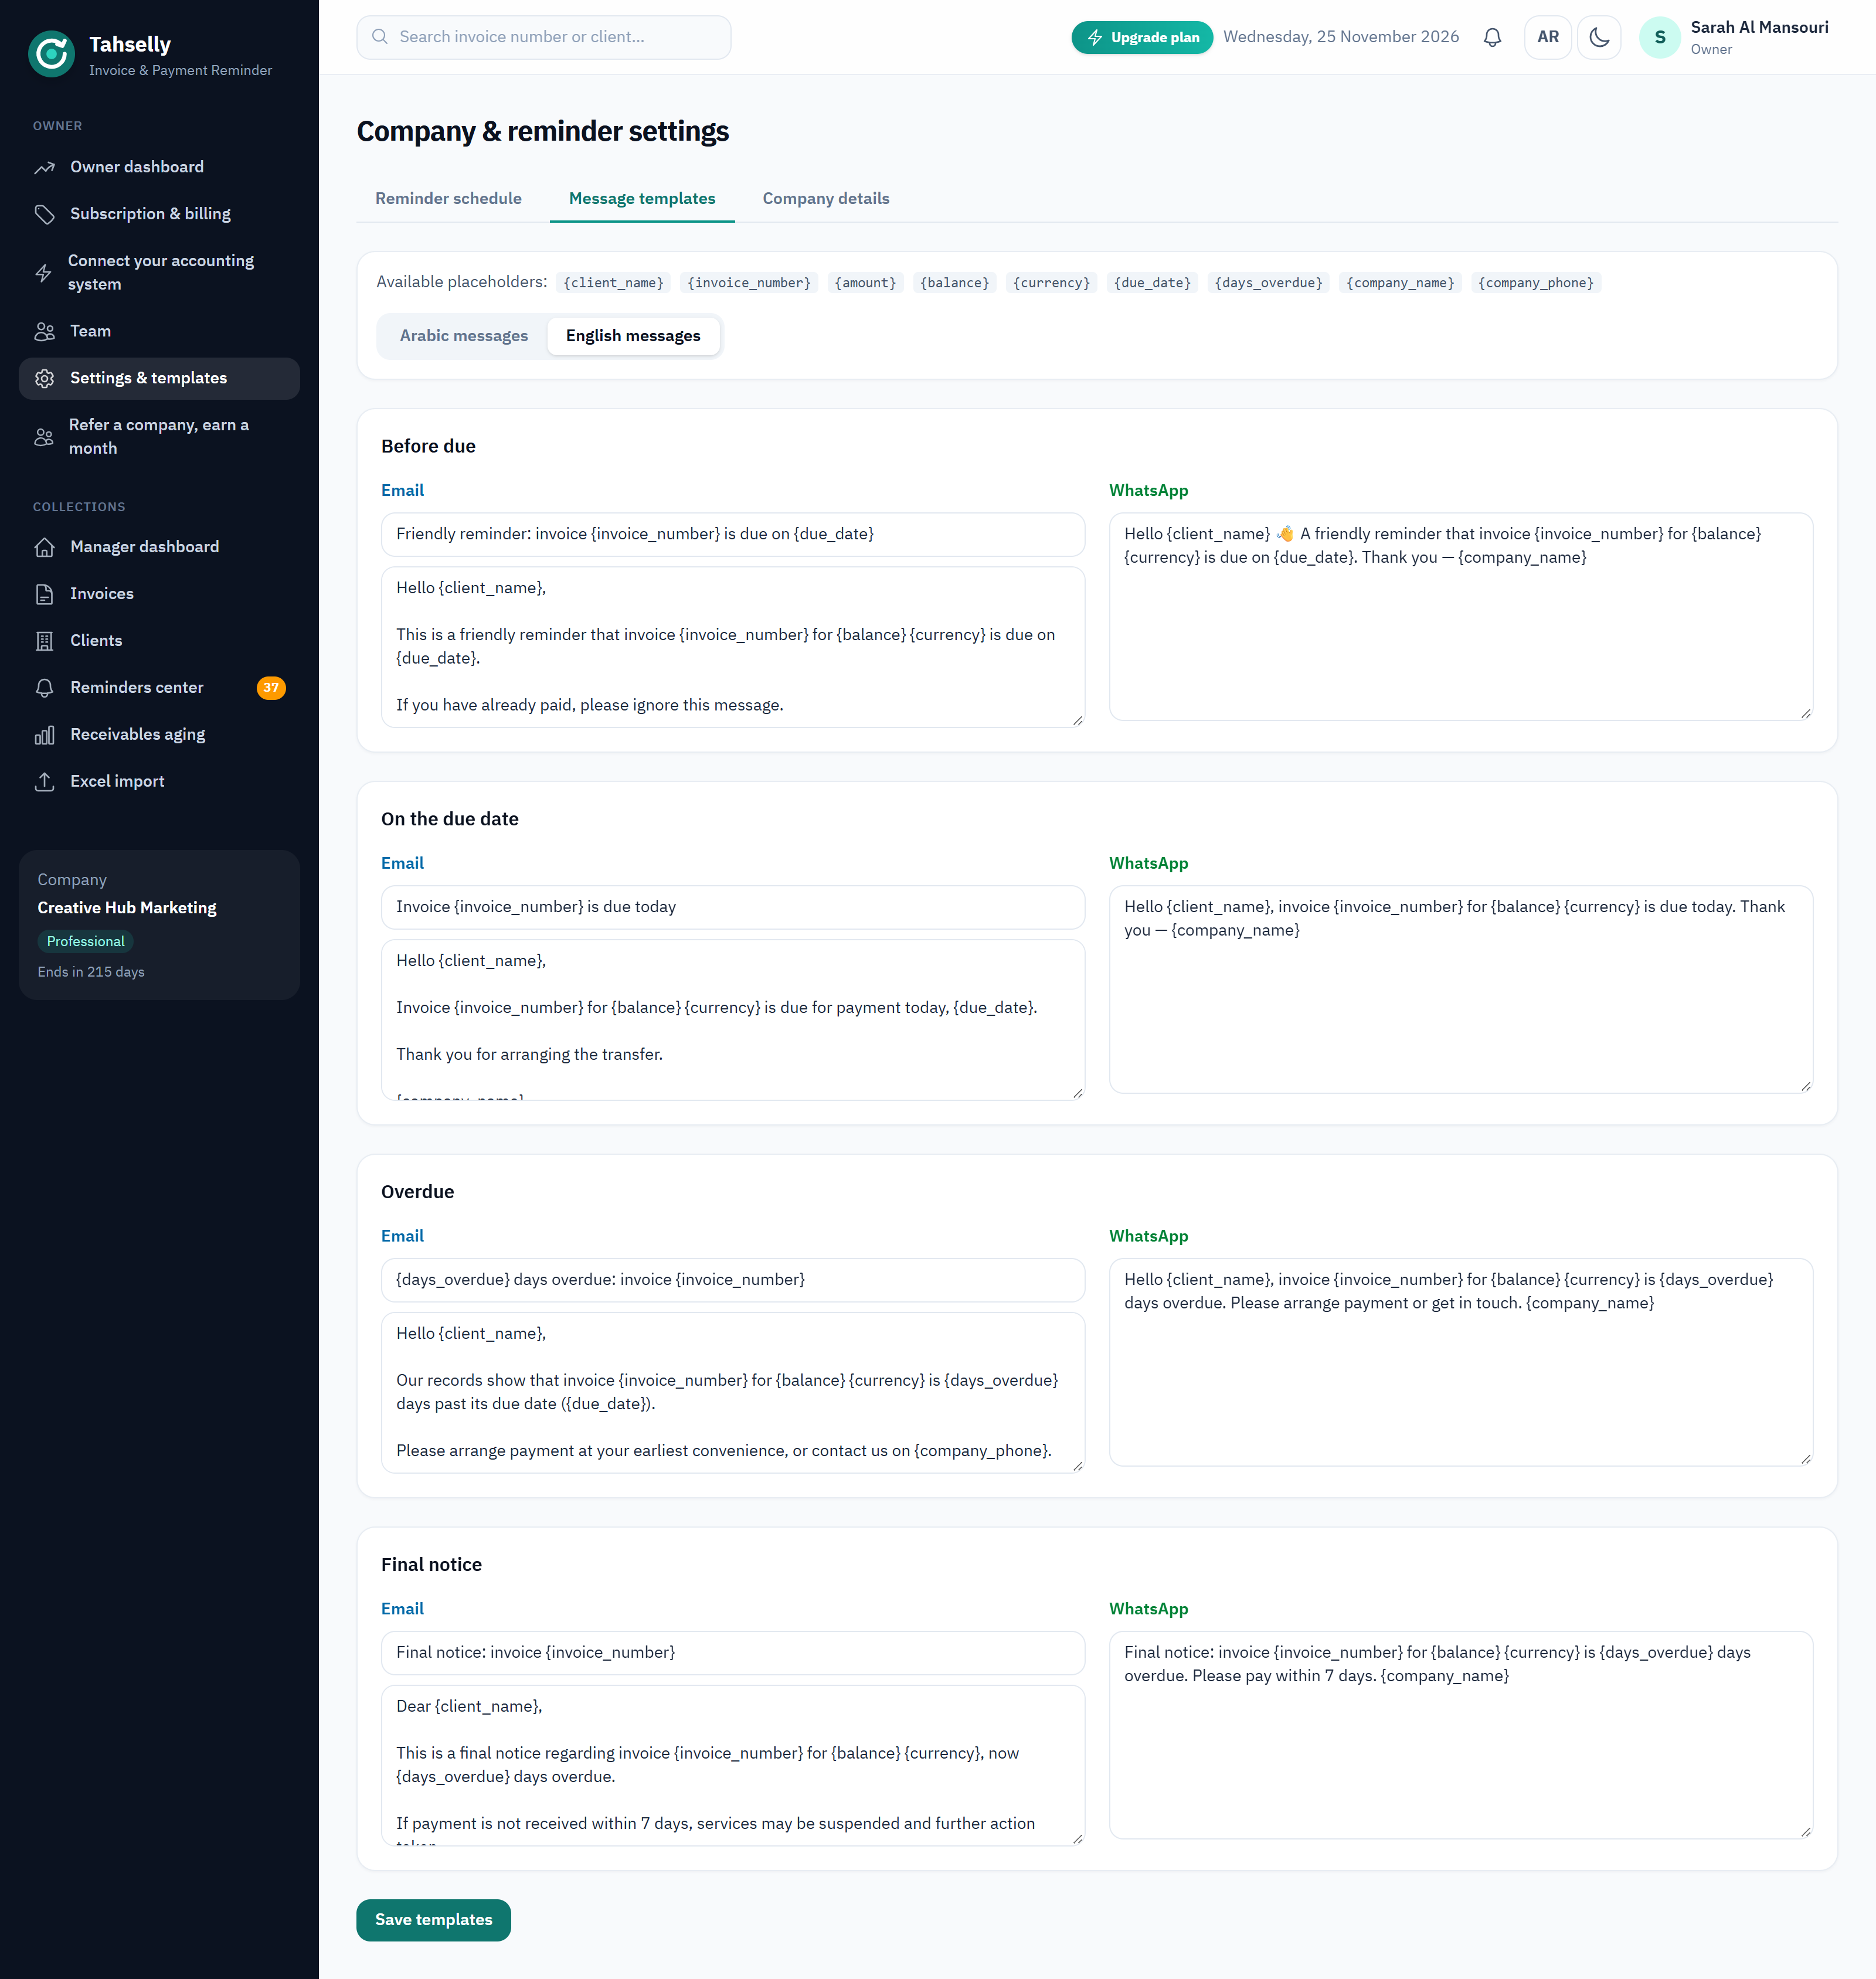 Tahselly
Invoice & Payment Reminder
OWNER
Owner dashboard
Subscription & billing
Connect your accounting
system
Team
Settings & templates
Refer a company, earn a
month
COLLECTIONS
Manager dashboard
Invoices
Clients
Reminders center
37
Receivables aging
Excel import
Company
Creative Hub Marketing
Professional
Ends in 215 days
Search invoice number or client...
Upgrade plan
Wednesday, 25 November 2026
AR
S
Sarah Al Mansouri
Owner
Company & reminder settings
Reminder schedule
Message templates
Company details
Available placeholders: {client_name} {invoice_number} {amount} {balance} {currency} {due_date} {days_overdue} {company_name} {company_phone}
Arabic messages
English messages
Before due
Email
Friendly reminder: invoice {invoice_number} is due on {due_date}
Hello {client_name},
This is a friendly reminder that invoice {invoice_number} for {balance} {currency} is due on
{due_date}.
If you have already paid, please ignore this message.
WhatsApp
Hello {client_name} 👋 A friendly reminder that invoice {invoice_number} for {balance}
{currency} is due on {due_date}. Thank you — {company_name}
On the due date
Email
Invoice {invoice_number} is due today
Hello {client_name},
Invoice {invoice_number} for {balance} {currency} is due for payment today, {due_date}.
Thank you for arranging the transfer.
{company_name}
WhatsApp
Hello {client_name}, invoice {invoice_number} for {balance} {currency} is due today. Thank
you — {company_name}
Overdue
Email
{days_overdue} days overdue: invoice {invoice_number}
Hello {client_name},
Our records show that invoice {invoice_number} for {balance} {currency} is {days_overdue}
days past its due date ({due_date}).
Please arrange payment at your earliest convenience, or contact us on {company_phone}.
WhatsApp
Hello {client_name}, invoice {invoice_number} for {balance} {currency} is {days_overdue}
days overdue. Please arrange payment or get in touch. {company_name}
Final notice
Email
Final notice: invoice {invoice_number}
Dear {client_name},
This is a final notice regarding invoice {invoice_number} for {balance} {currency}, now
{days_overdue} days overdue.
If payment is not received within 7 days, services may be suspended and further action
taken.
WhatsApp
Final notice: invoice {invoice_number} for {balance} {currency} is {days_overdue} days
overdue. Please pay within 7 days. {company_name}
Save templates